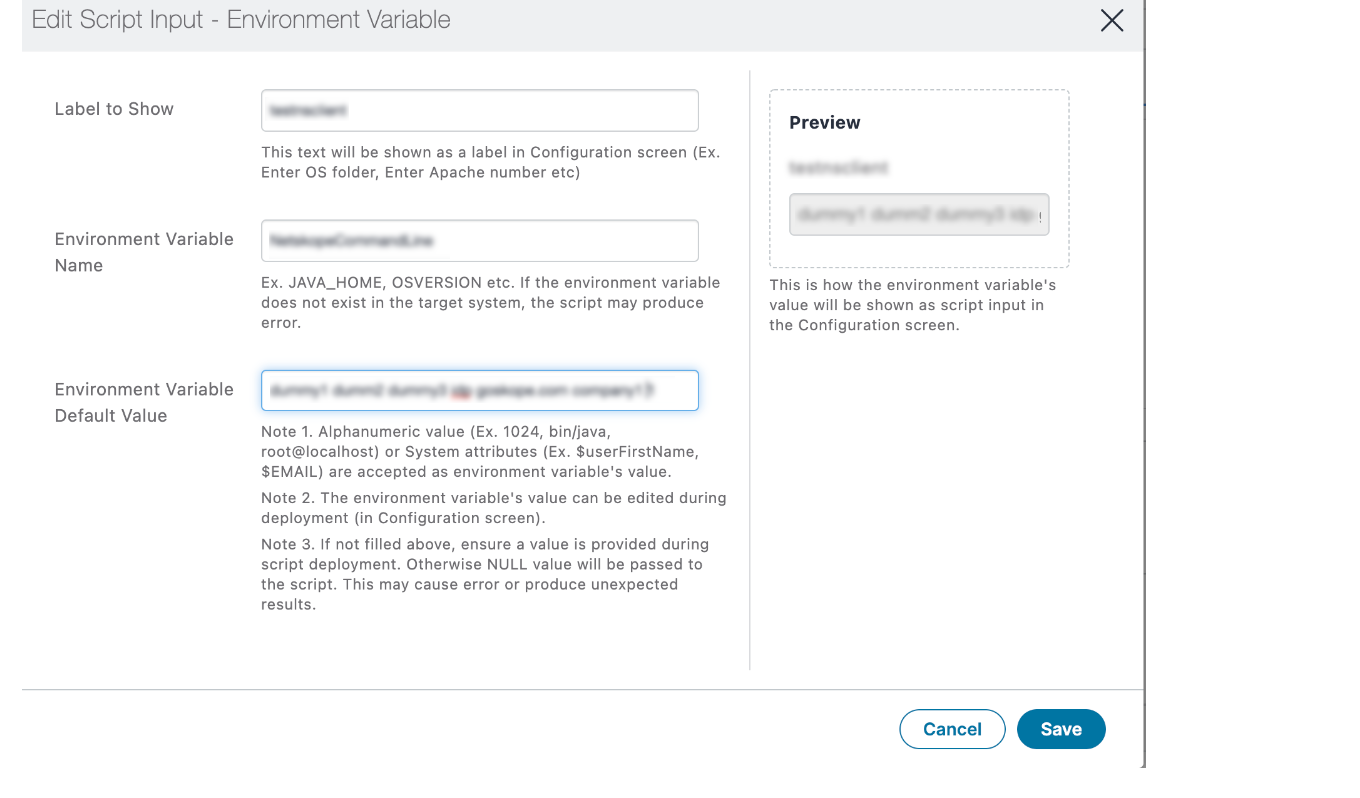 Edit Script Input - Environment Variable
Label to Show
This text will be shown as a label in Configuration screen (Ex.
Enter OS folder, Enter Apache number etc)
Environment Variable
Name
Ex. JAVA_HOME, OSVERSION etc. If the environment variable
does not exist in the target system, the script may produce
error.
Environment Variable
Default Value
Note 1. Alphanumeric value (Ex. 1024, bin/java,
root@localhost) or System attributes (Ex. $userFirstName,
$EMAIL) are accepted as environment variable's value.
Note 2. The environment variable's value can be edited during
deployment (in Configuration screen).
Note 3. If not filled above, ensure a value is provided during
script deployment. Otherwise NULL value will be passed to
the script. This may cause error or produce unexpected
results.
Preview
testnsclient
This is how the environment variable's
value will be shown as script input in
the Configuration screen.
Cancel
Save